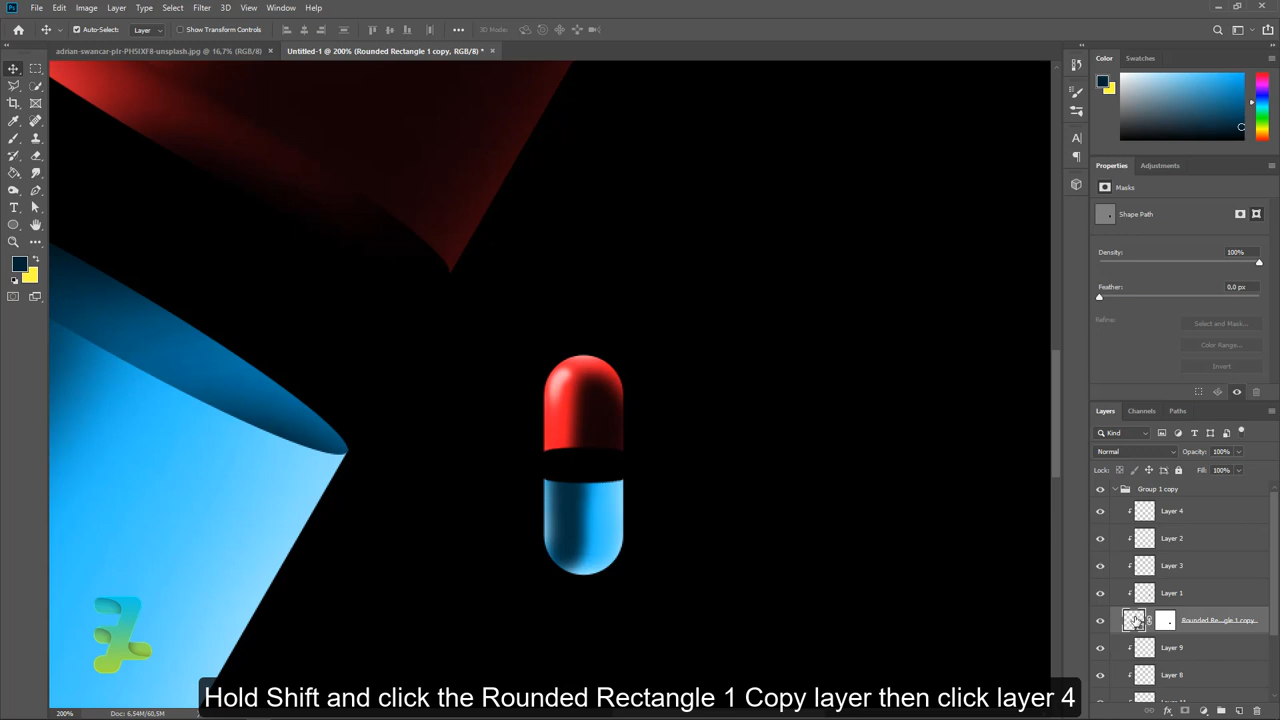 Ps File Edit Image Layer Type Select Filter 3D View Window Help
Auto-Select: Layer Show Transform Controls 3D Mode:
adrian-swancar-plr-PH5IXF8-unsplash.jpg @ 16,7% (RGB/8) Untitled-1 @ 200% (Rounded Rectangle 1 copy, RGB/8) *
Color Swatches
Properties Adjustments
Masks
Shape Path
Density: 100%
Feather: 0,0 px
Refine: Select and Mask...
Color Range...
Invert
Layers Channels Paths
Kind
Normal Opacity: 100%
Lock: Fill: 100%
Group 1 copy
Layer 4
Layer 2
Layer 3
Layer 1
Rounded Re...gle 1 copy
Layer 9
Layer 8
Hold Shift and click the Rounded Rectangle 1 Copy layer then click layer 4
200% Doc: 6,54M/60,5M